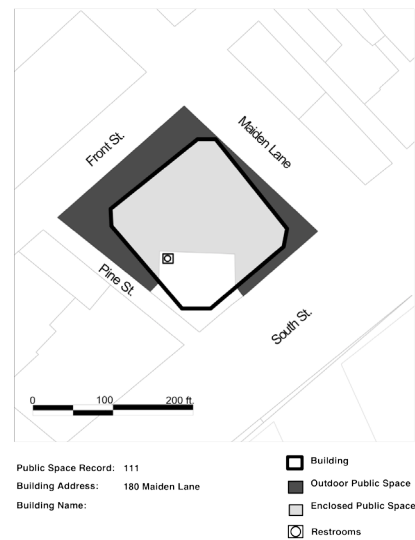 Front St.
Maiden Lane
Pine St.
South St.
0 100 200 ft.
Public Space Record: 111
Building Address: 180 Maiden Lane
Building Name:
Building
Outdoor Public Space
Enclosed Public Space
Restrooms